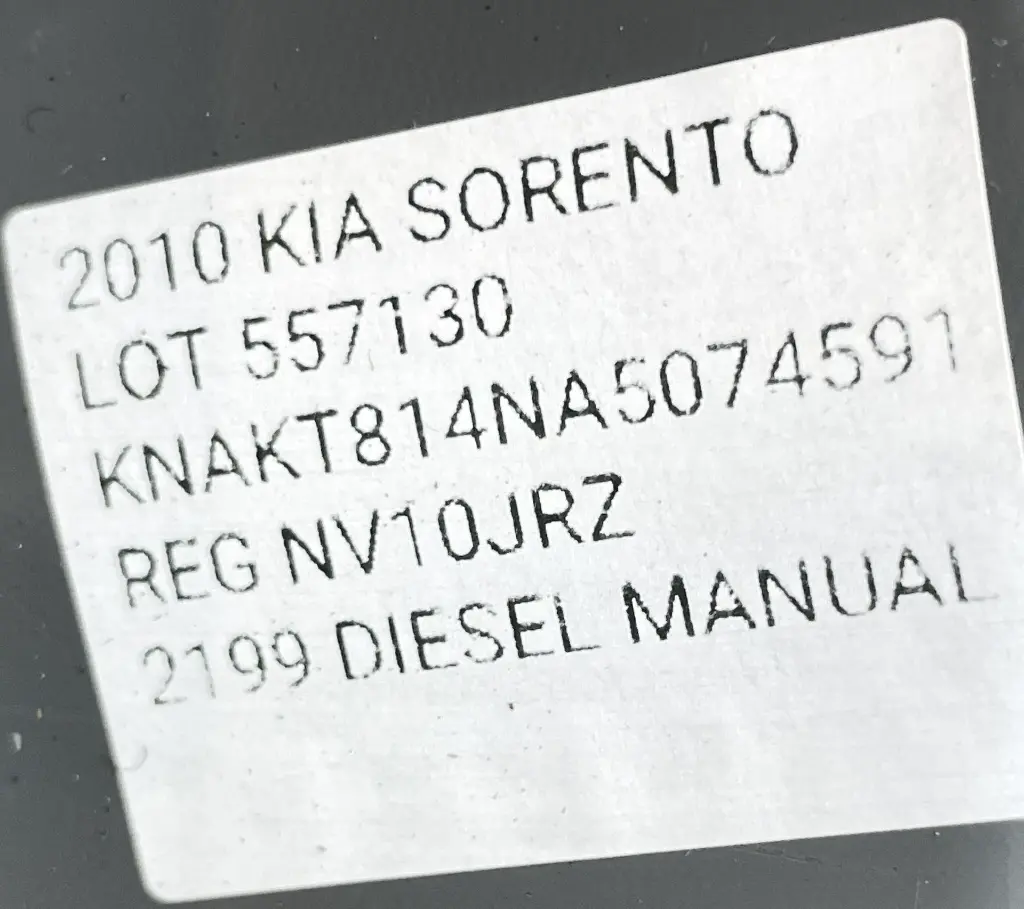 2010 KIA SORENTO
LOT 557130
KNAKT814NA5074591
REG NV10JRZ
2199 DIESEL MANUAL